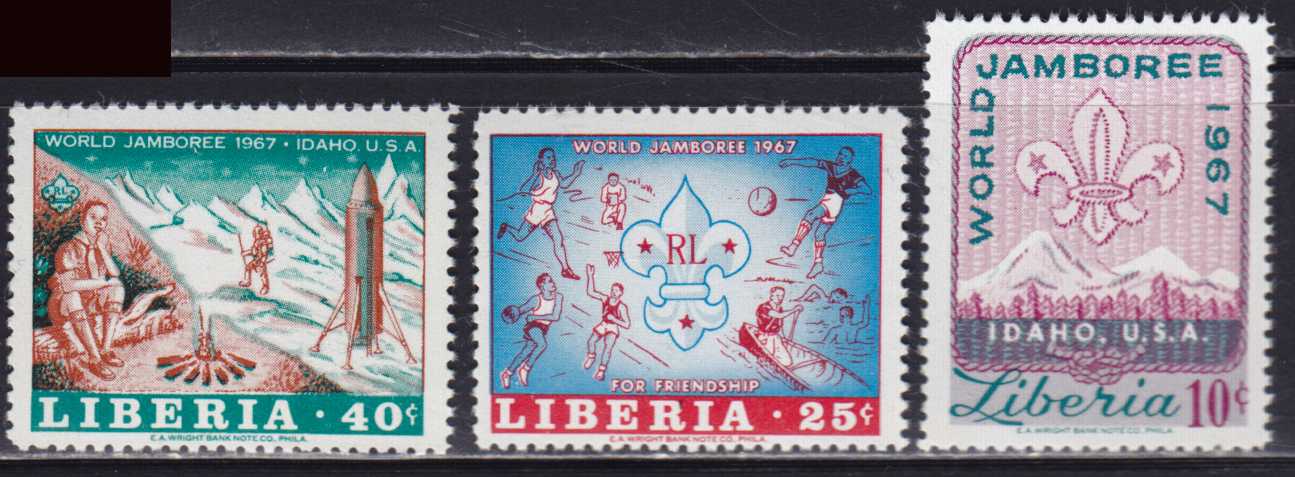 WORLD JAMBOREE 1967 · IDAHO, U.S.A.
RL
LIBERIA · 40¢
E.A. WRIGHT BANK NOTE CO., PHILA.
WORLD JAMBOREE 1967
RL
FOR FRIENDSHIP
LIBERIA · 25¢
E.A. WRIGHT BANK NOTE CO., PHILA.
WORLD JAMBOREE 1967
IDAHO, U.S.A.
Liberia 10¢
E.A. WRIGHT BANK NOTE CO., PHILA.